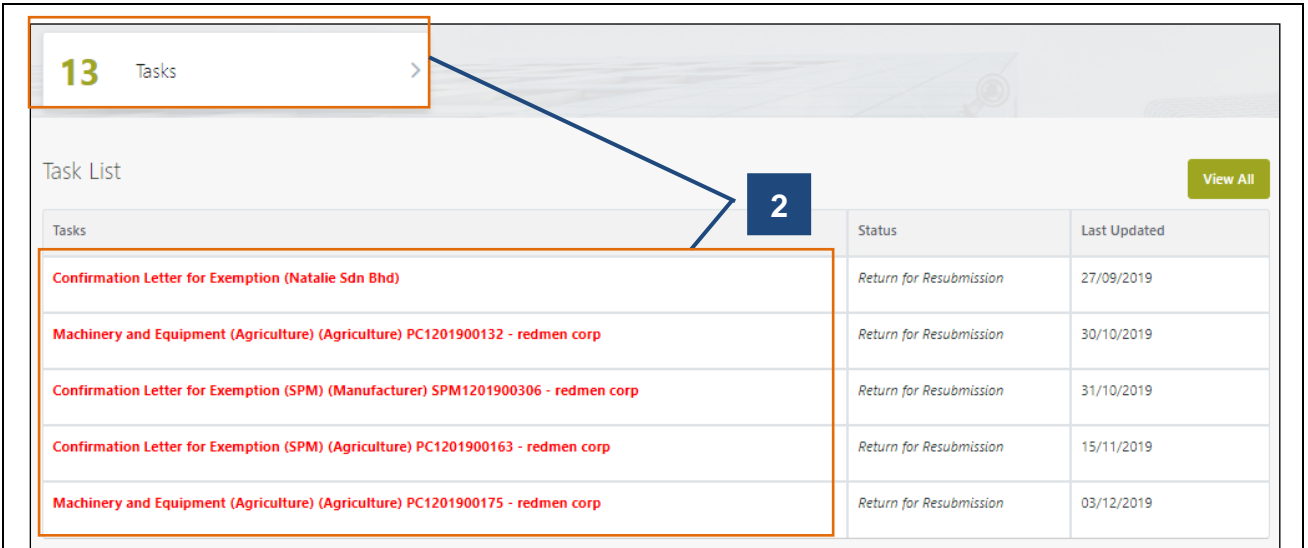 13 Tasks
Task List
View All
2
Tasks Status Last Updated
Confirmation Letter for Exemption (Natalie Sdn Bhd) Return for Resubmission 27/09/2019
Machinery and Equipment (Agriculture) (Agriculture) PC1201900132 - redmen corp Return for Resubmission 30/10/2019
Confirmation Letter for Exemption (SPM) (Manufacturer) SPM1201900306 - redmen corp Return for Resubmission 31/10/2019
Confirmation Letter for Exemption (SPM) (Agriculture) PC1201900163 - redmen corp Return for Resubmission 15/11/2019
Machinery and Equipment (Agriculture) (Agriculture) PC1201900175 - redmen corp Return for Resubmission 03/12/2019